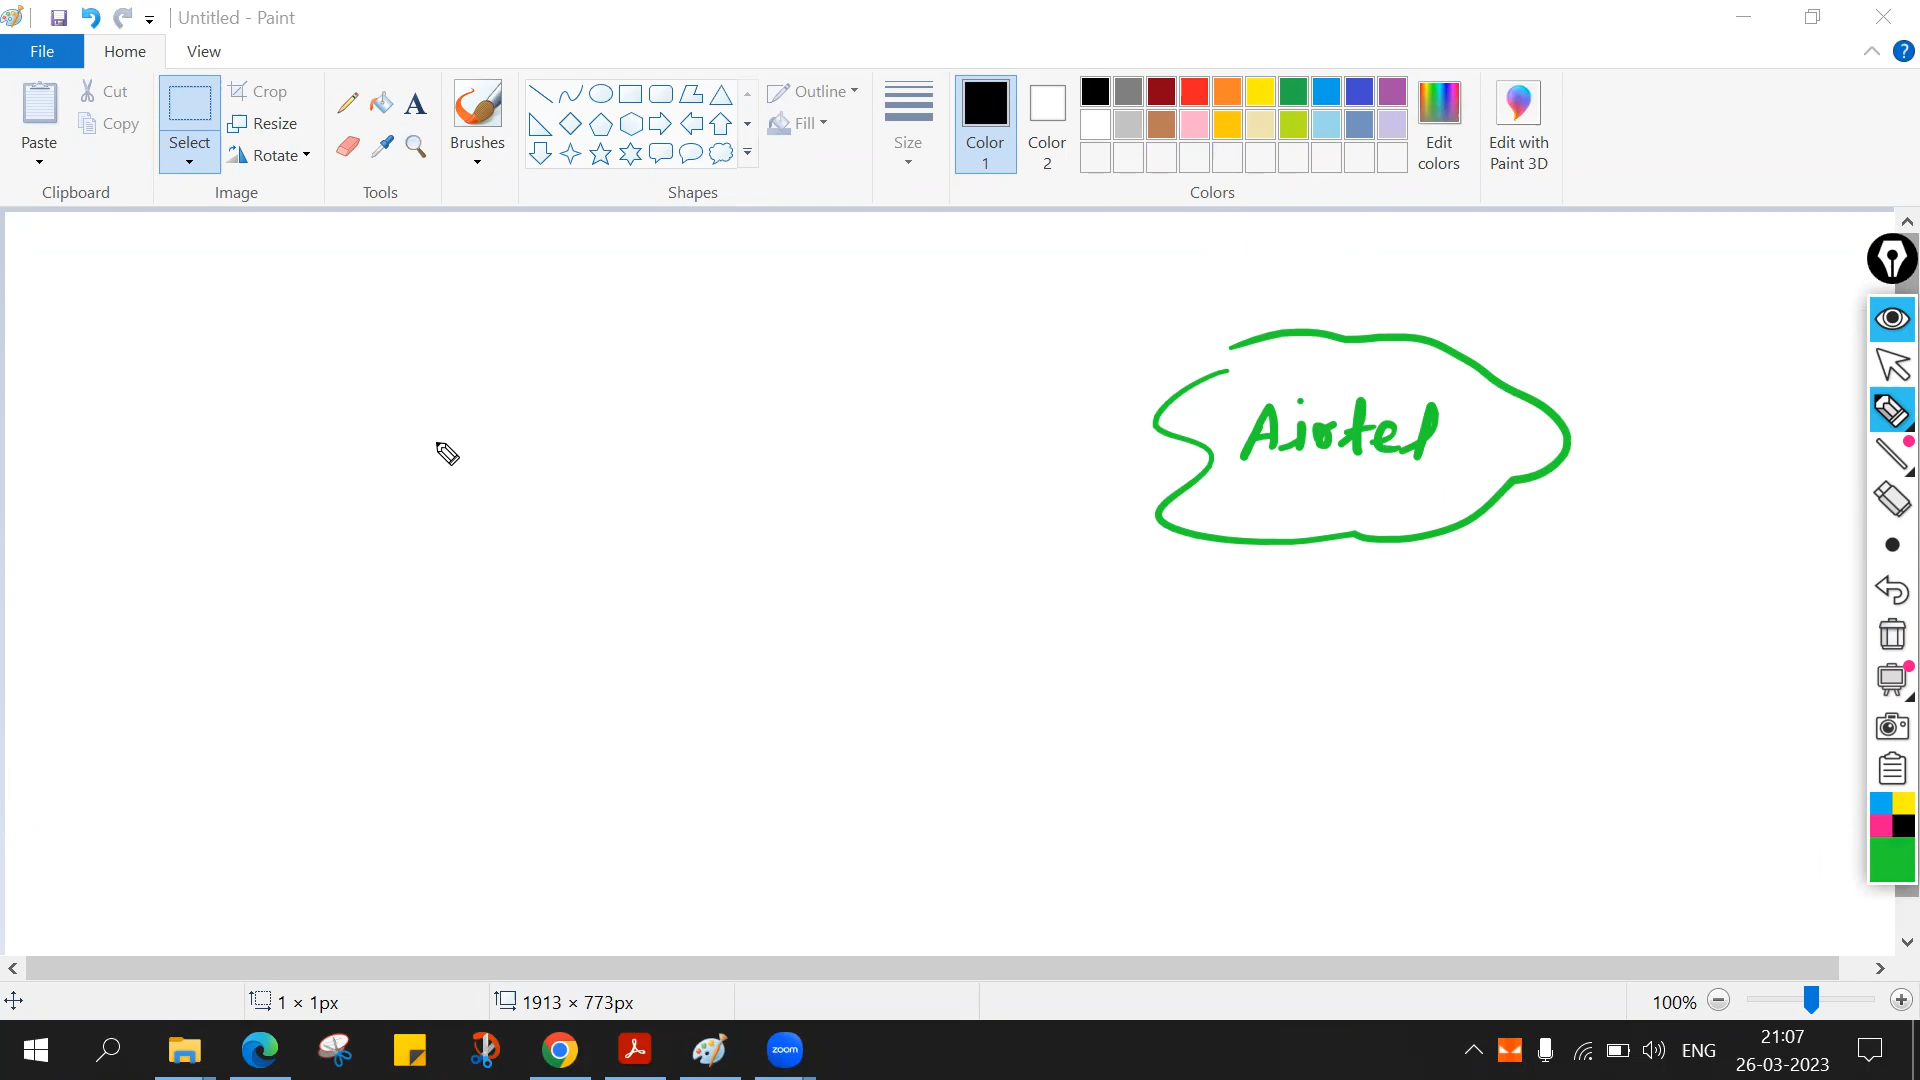 Untitled - Paint
File Home View ?
Paste
Cut
Copy
Clipboard
Select
Crop
Resize
Rotate
Image
A
Tools
Brushes
Shapes
Outline
Fill
Size
Color 1
Color 2
Edit colors
Edit with Paint 3D
Colors
Airtel
1 × 1px
1913 × 773px
100%
zoom
ENG
21:07
26-03-2023